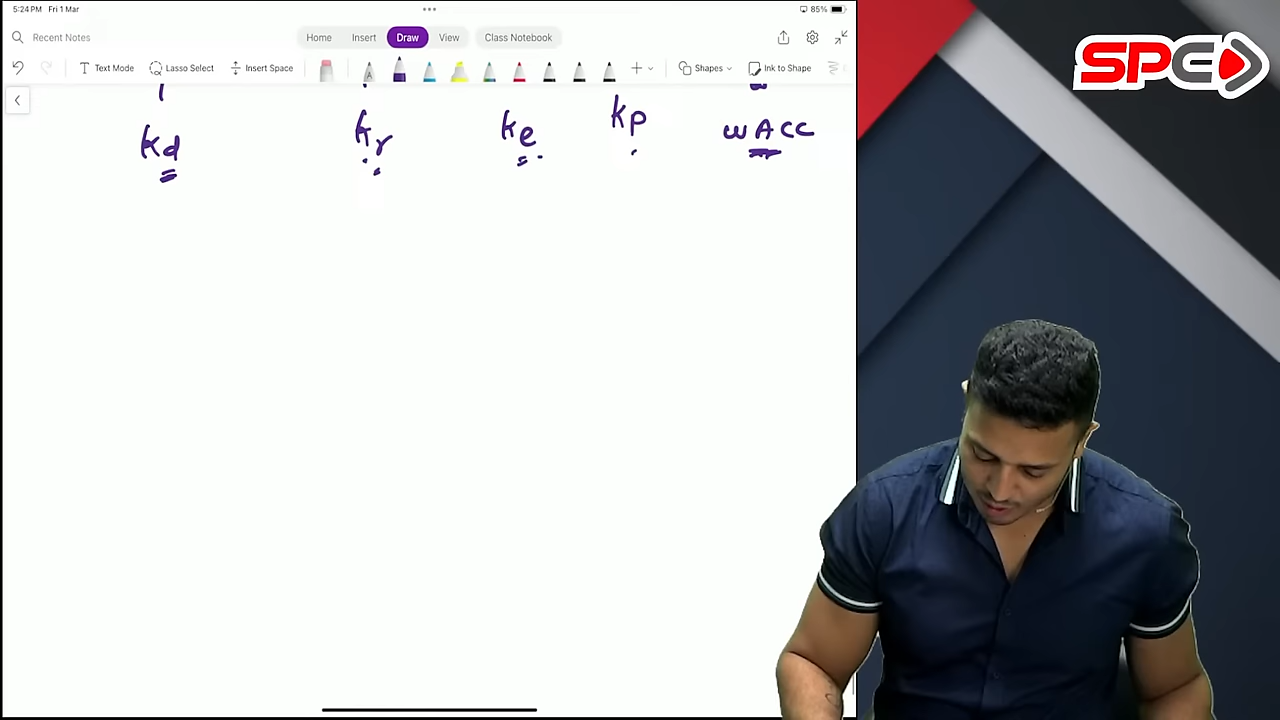 5:24 PM Fri 1 Mar
85%
Recent Notes
Home Insert Draw View Class Notebook
Text Mode Lasso Select Insert Space Shapes Ink to Shape
kd kr ke kp WACC
SPC